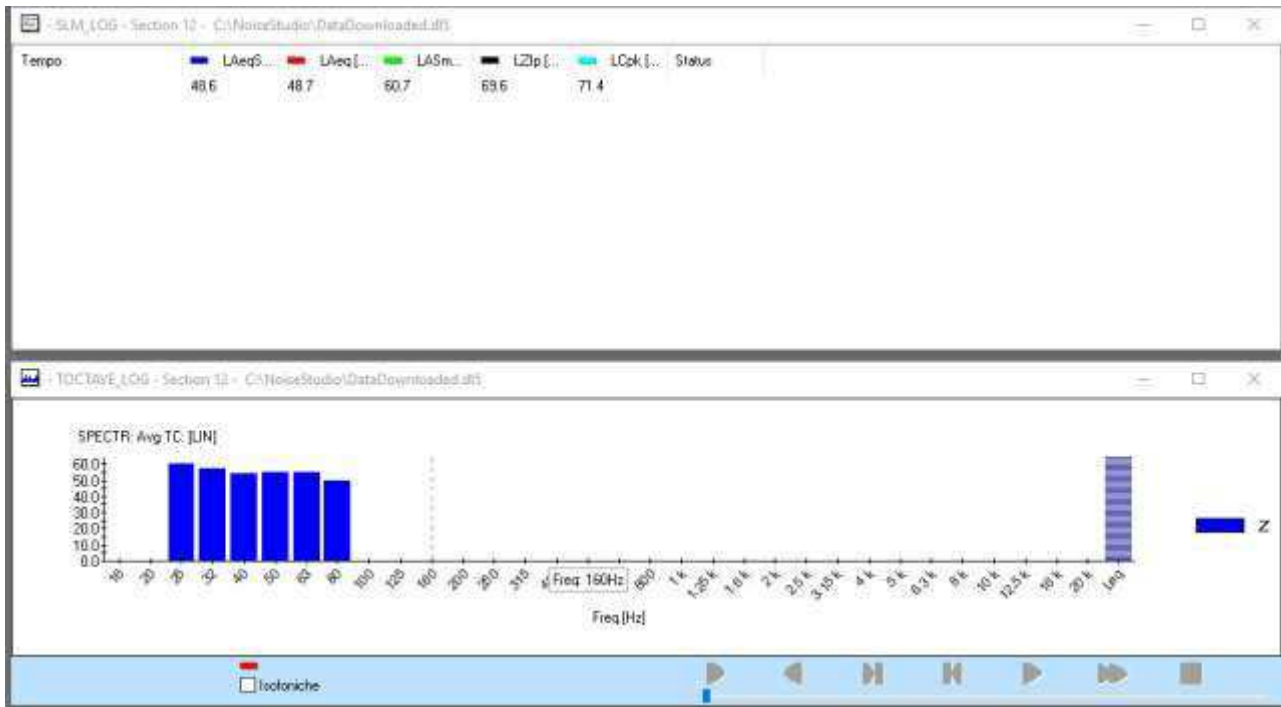 - SLM_LOG - Section 12 - C:\NoiseStudio\DataDownloaded.dl5
Tempo LAeqS... LAeq [... LASm... LZIp [... LCpk [... Status
48.6 48.7 60.7 69.6 71.4
- TOCTAVE_LOG - Section 12 - C:\NoiseStudio\DataDownloaded.dl5
SPECTR. Avg TC: [LIN]
60.0
50.0
40.0
30.0
20.0
10.0
0.0
Z
16 20 25 32 40 50 63 80 100 125 160 200 250 315 Freq: 160Hz 800 1 k 1.25 k 1.6 k 2 k 2.5 k 3.15 k 4 k 5 k 6.3 k 8 k 10 k 12.5 k 16 k 20 k Leq
Freq.[Hz]
Isofoniche